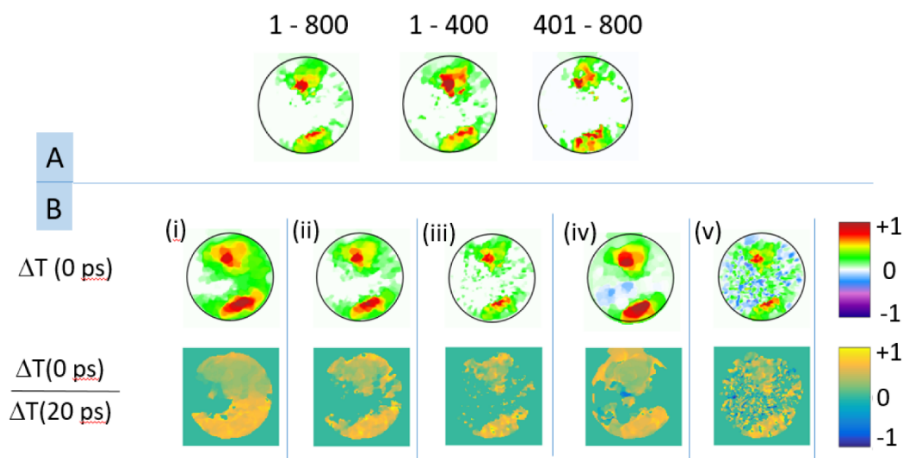 1 - 800 1 - 400 401 - 800
A
B
(i) (ii) (iii) (iv) (v)
ΔT (0 ps)
+1
0
-1
ΔT(0 ps)
ΔT(20 ps)
+1
0
-1